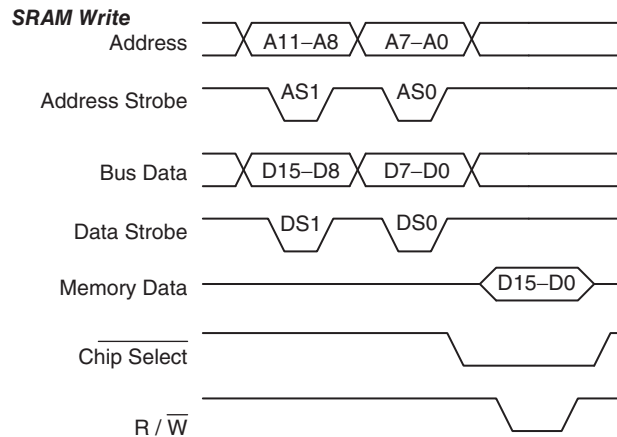 SRAM Write
Address A11–A8 A7–A0
Address Strobe AS1 AS0
Bus Data D15–D8 D7–D0
Data Strobe DS1 DS0
Memory Data D15–D0
Chip Select
R / W